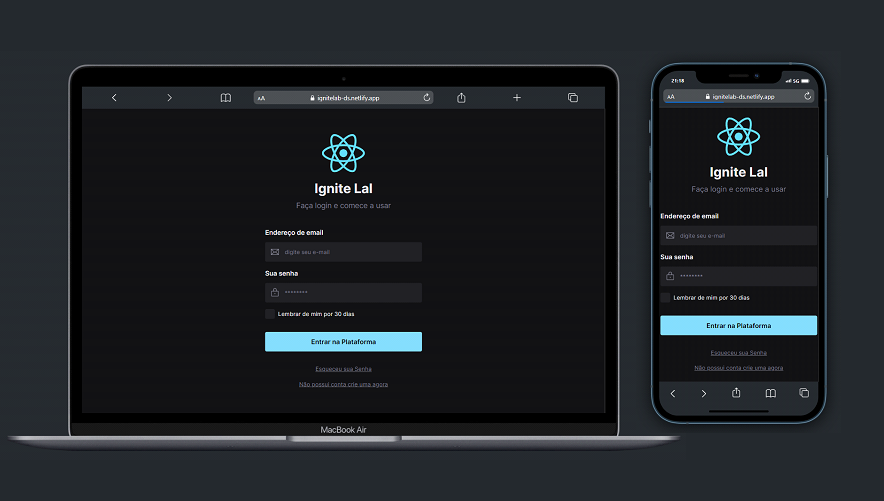 AA
ignitelab-ds.netlify.app
Ignite Lal
Faça login e comece a usar
Endereço de email
digite seu e-mail
Sua senha
********
Lembrar de mim por 30 dias
Entrar na Plataforma
Esqueceu sua Senha
Não possui conta crie uma agora
MacBook Air
21:18
5G
AA
ignitelab-ds.netlify.app
Ignite Lal
Faça login e comece a usar
Endereço de email
digite seu e-mail
Sua senha
********
Lembrar de mim por 30 dias
Entrar na Plataforma
Esqueceu sua Senha
Não possui conta crie uma agora